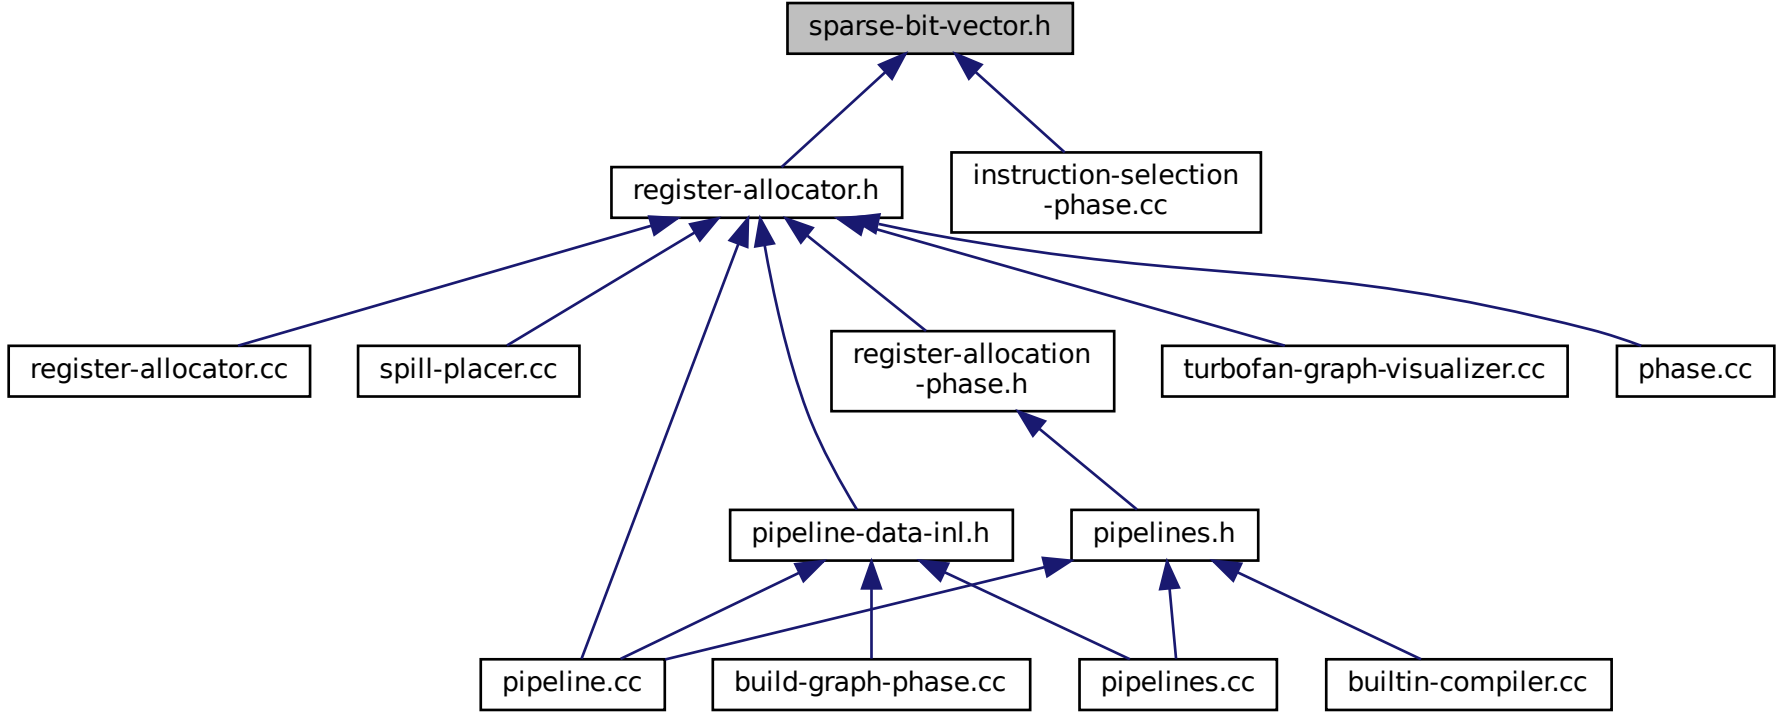 sparse-bit-vector.h
register-allocator.h
instruction-selection
-phase.cc
register-allocator.cc
spill-placer.cc
register-allocation
-phase.h
turbofan-graph-visualizer.cc
phase.cc
pipeline-data-inl.h
pipelines.h
pipeline.cc
build-graph-phase.cc
pipelines.cc
builtin-compiler.cc